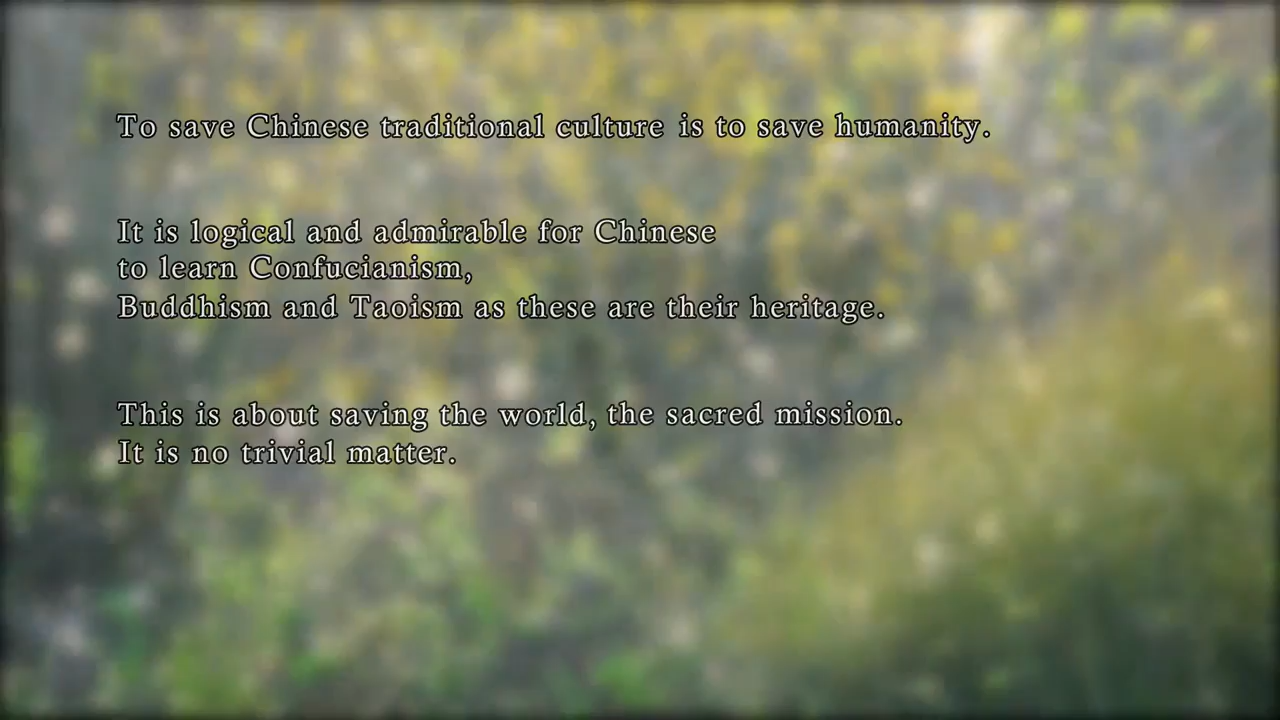 To save Chinese traditional culture is to save humanity.
It is logical and admirable for Chinese
to learn Confucianism,
Buddhism and Taoism as these are their heritage.
This is about saving the world, the sacred mission.
It is no trivial matter.